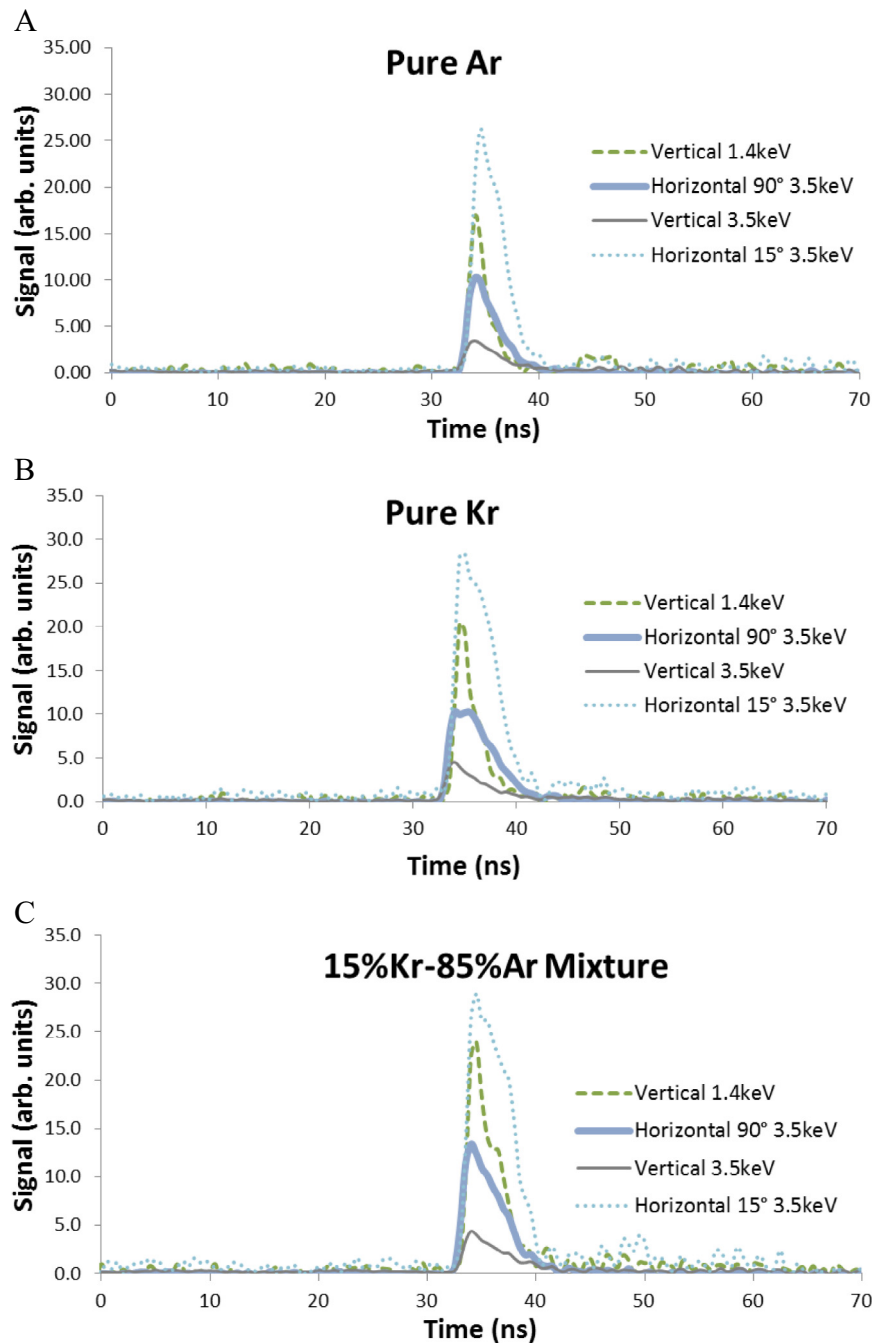 A
Pure Ar
35.00
30.00
25.00
20.00
15.00
10.00
5.00
0.00
Signal (arb. units)
Vertical 1.4keV
Horizontal 90° 3.5keV
Vertical 3.5keV
Horizontal 15° 3.5keV
0 10 20 30 40 50 60 70
Time (ns)
B
Pure Kr
35.0
30.0
25.0
20.0
15.0
10.0
5.0
0.0
Signal (arb. units)
Vertical 1.4keV
Horizontal 90° 3.5keV
Vertical 3.5keV
Horizontal 15° 3.5keV
0 10 20 30 40 50 60 70
Time (ns)
C
15%Kr-85%Ar Mixture
35.0
30.0
25.0
20.0
15.0
10.0
5.0
0.0
Signal (arb. units)
Vertical 1.4keV
Horizontal 90° 3.5keV
Vertical 3.5keV
Horizontal 15° 3.5keV
0 10 20 30 40 50 60 70
Time (ns)